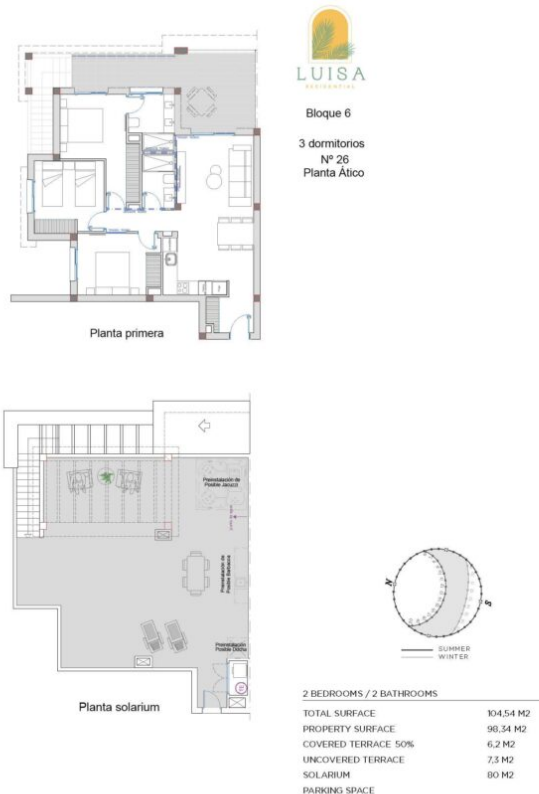 LUISA
RESIDENTIAL
Bloque 6
3 dormitorios
Nº 26
Planta Ático
Planta primera
Preinstalación de
Posible Jacuzzi
Preinstalación de
Posible Barbacoa
Preinstalación
Posible Ducha
Planta solarium
N
S
SUMMER
WINTER
2 BEDROOMS / 2 BATHROOMS
TOTAL SURFACE 104,54 M2
PROPERTY SURFACE 98,34 M2
COVERED TERRACE 50% 6,2 M2
UNCOVERED TERRACE 7,3 M2
SOLARIUM 80 M2
PARKING SPACE